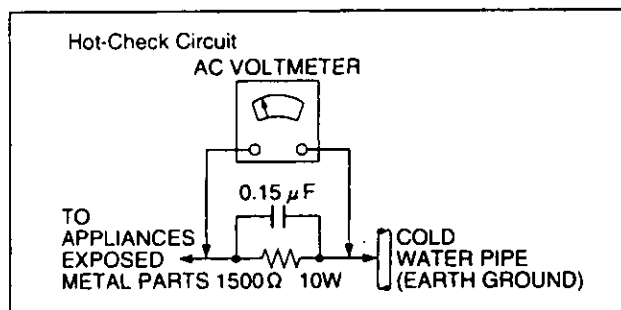 Hot-Check Circuit
AC VOLTMETER
0.15 μF
TO
APPLIANCES
EXPOSED
METAL PARTS 1500Ω 10W
COLD
WATER PIPE
(EARTH GROUND)